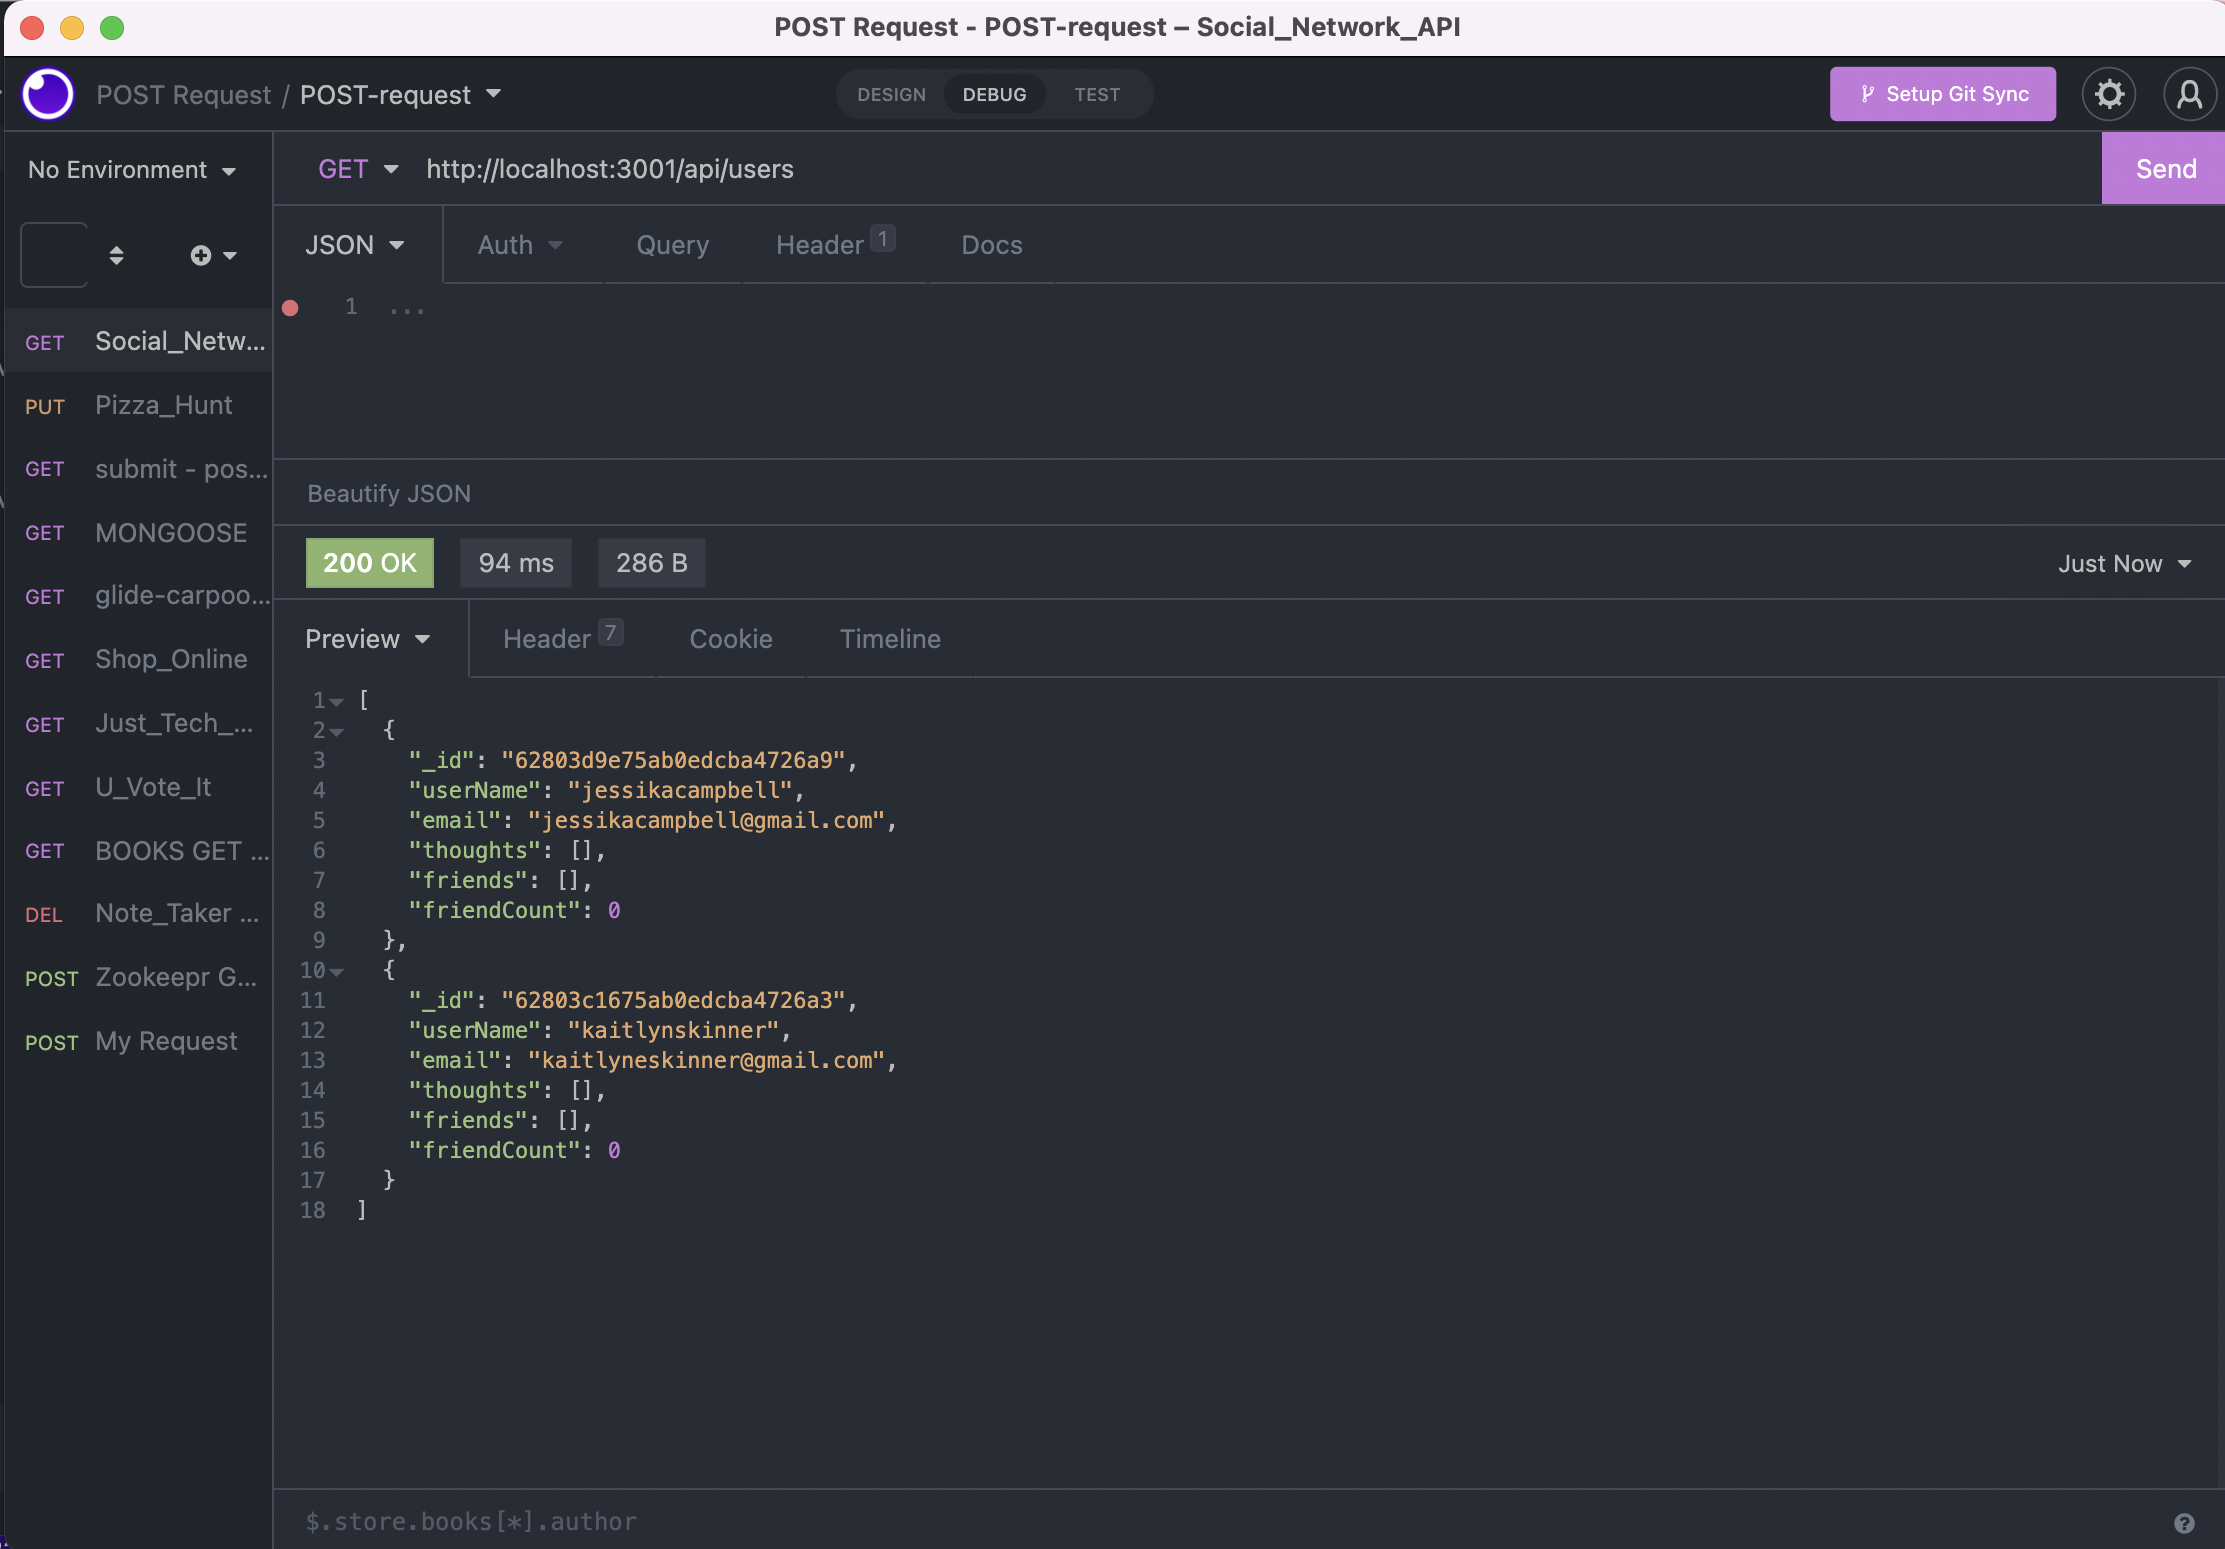 POST Request - POST-request – Social_Network_API
POST Request / POST-request
DESIGN DEBUG TEST
Setup Git Sync
No Environment
GET http://localhost:3001/api/users
Send
JSON Auth Query Header 1 Docs
1 ...
GET Social_Netw...
PUT Pizza_Hunt
GET submit - pos...
GET MONGOOSE
GET glide-carpoo...
GET Shop_Online
GET Just_Tech_...
GET U_Vote_It
GET BOOKS GET ...
DEL Note_Taker ...
POST Zookeepr G...
POST My Request
Beautify JSON
200 OK 94 ms 286 B
Just Now
Preview Header 7 Cookie Timeline
1 [
2 {
3 "_id": "62803d9e75ab0edcba4726a9",
4 "userName": "jessikacampbell",
5 "email": "jessikacampbell@gmail.com",
6 "thoughts": [],
7 "friends": [],
8 "friendCount": 0
9 },
10 {
11 "_id": "62803c1675ab0edcba4726a3",
12 "userName": "kaitlynskinner",
13 "email": "kaitlyneskinner@gmail.com",
14 "thoughts": [],
15 "friends": [],
16 "friendCount": 0
17 }
18 ]
$.store.books[*].author